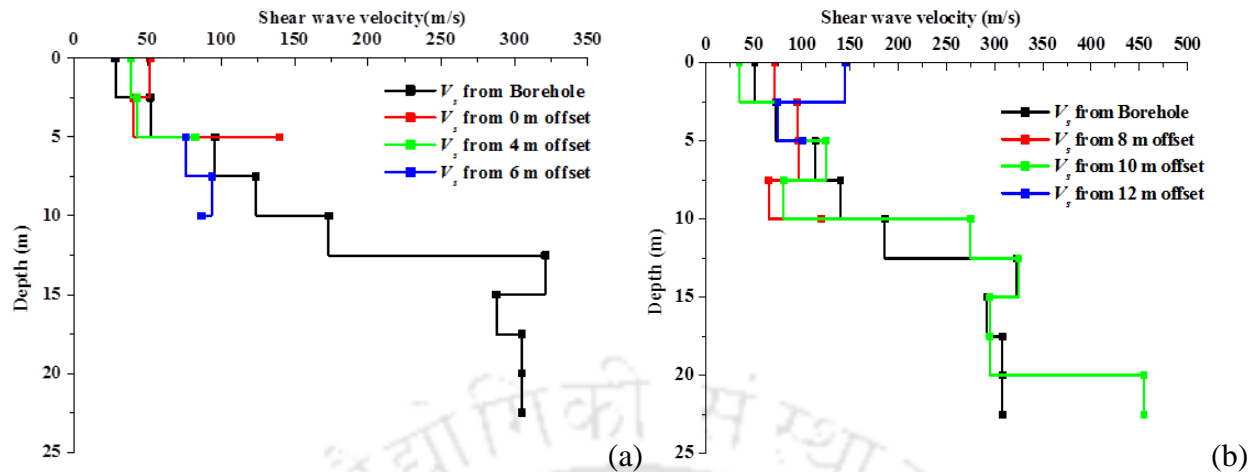 Shear wave velocity(m/s)
0 50 100 150 200 250 300 350
0
5
10
15
20
25
Depth (m)
Vs from Borehole
Vs from 0 m offset
Vs from 4 m offset
Vs from 6 m offset
(a)
Shear wave velocity (m/s)
0 50 100 150 200 250 300 350 400 450 500
0
5
10
15
20
25
Depth (m)
Vs from Borehole
Vs from 8 m offset
Vs from 10 m offset
Vs from 12 m offset
(b)